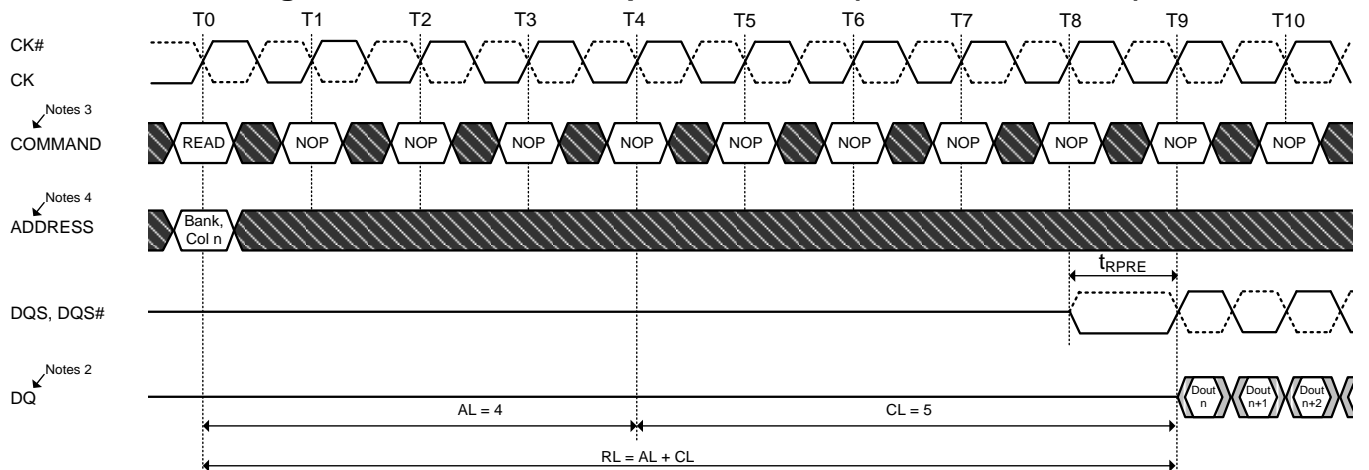 T0 T1 T2 T3 T4 T5 T6 T7 T8 T9 T10
CK#
CK
Notes 3
COMMAND READ NOP NOP NOP NOP NOP NOP NOP NOP NOP NOP
Notes 4
ADDRESS
Bank,
Col n
tRPRE
DQS, DQS#
Notes 2
DQ
Dout n
Dout n+1
Dout n+2
AL = 4 CL = 5
RL = AL + CL